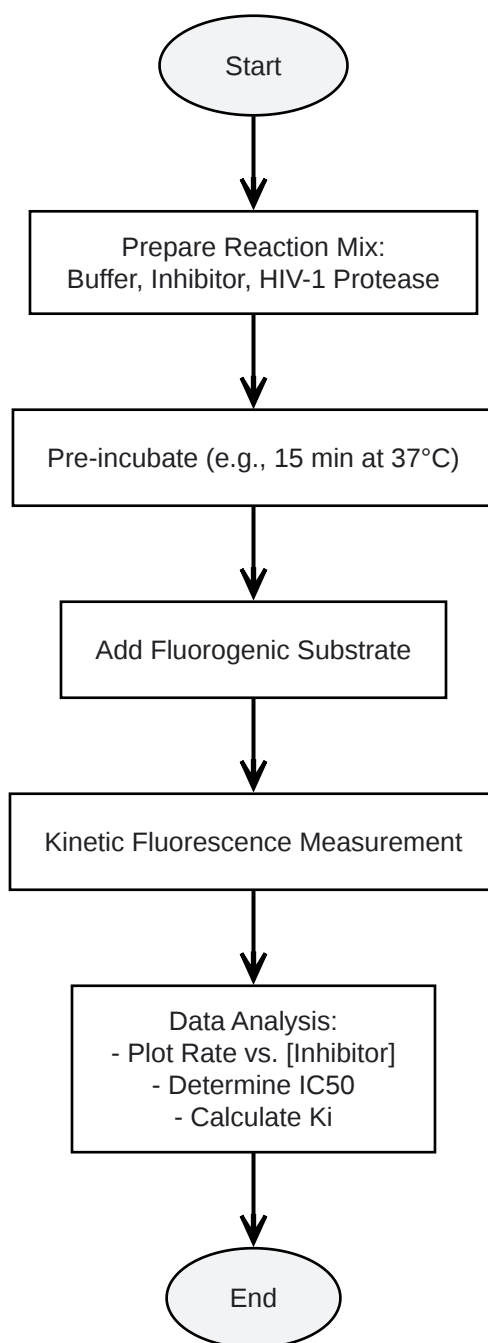 Start
Prepare Reaction Mix:
Buffer, Inhibitor, HIV-1 Protease
Pre-incubate (e.g., 15 min at 37°C)
Add Fluorogenic Substrate
Kinetic Fluorescence Measurement
Data Analysis:
- Plot Rate vs. [Inhibitor]
- Determine IC50
- Calculate Ki
End